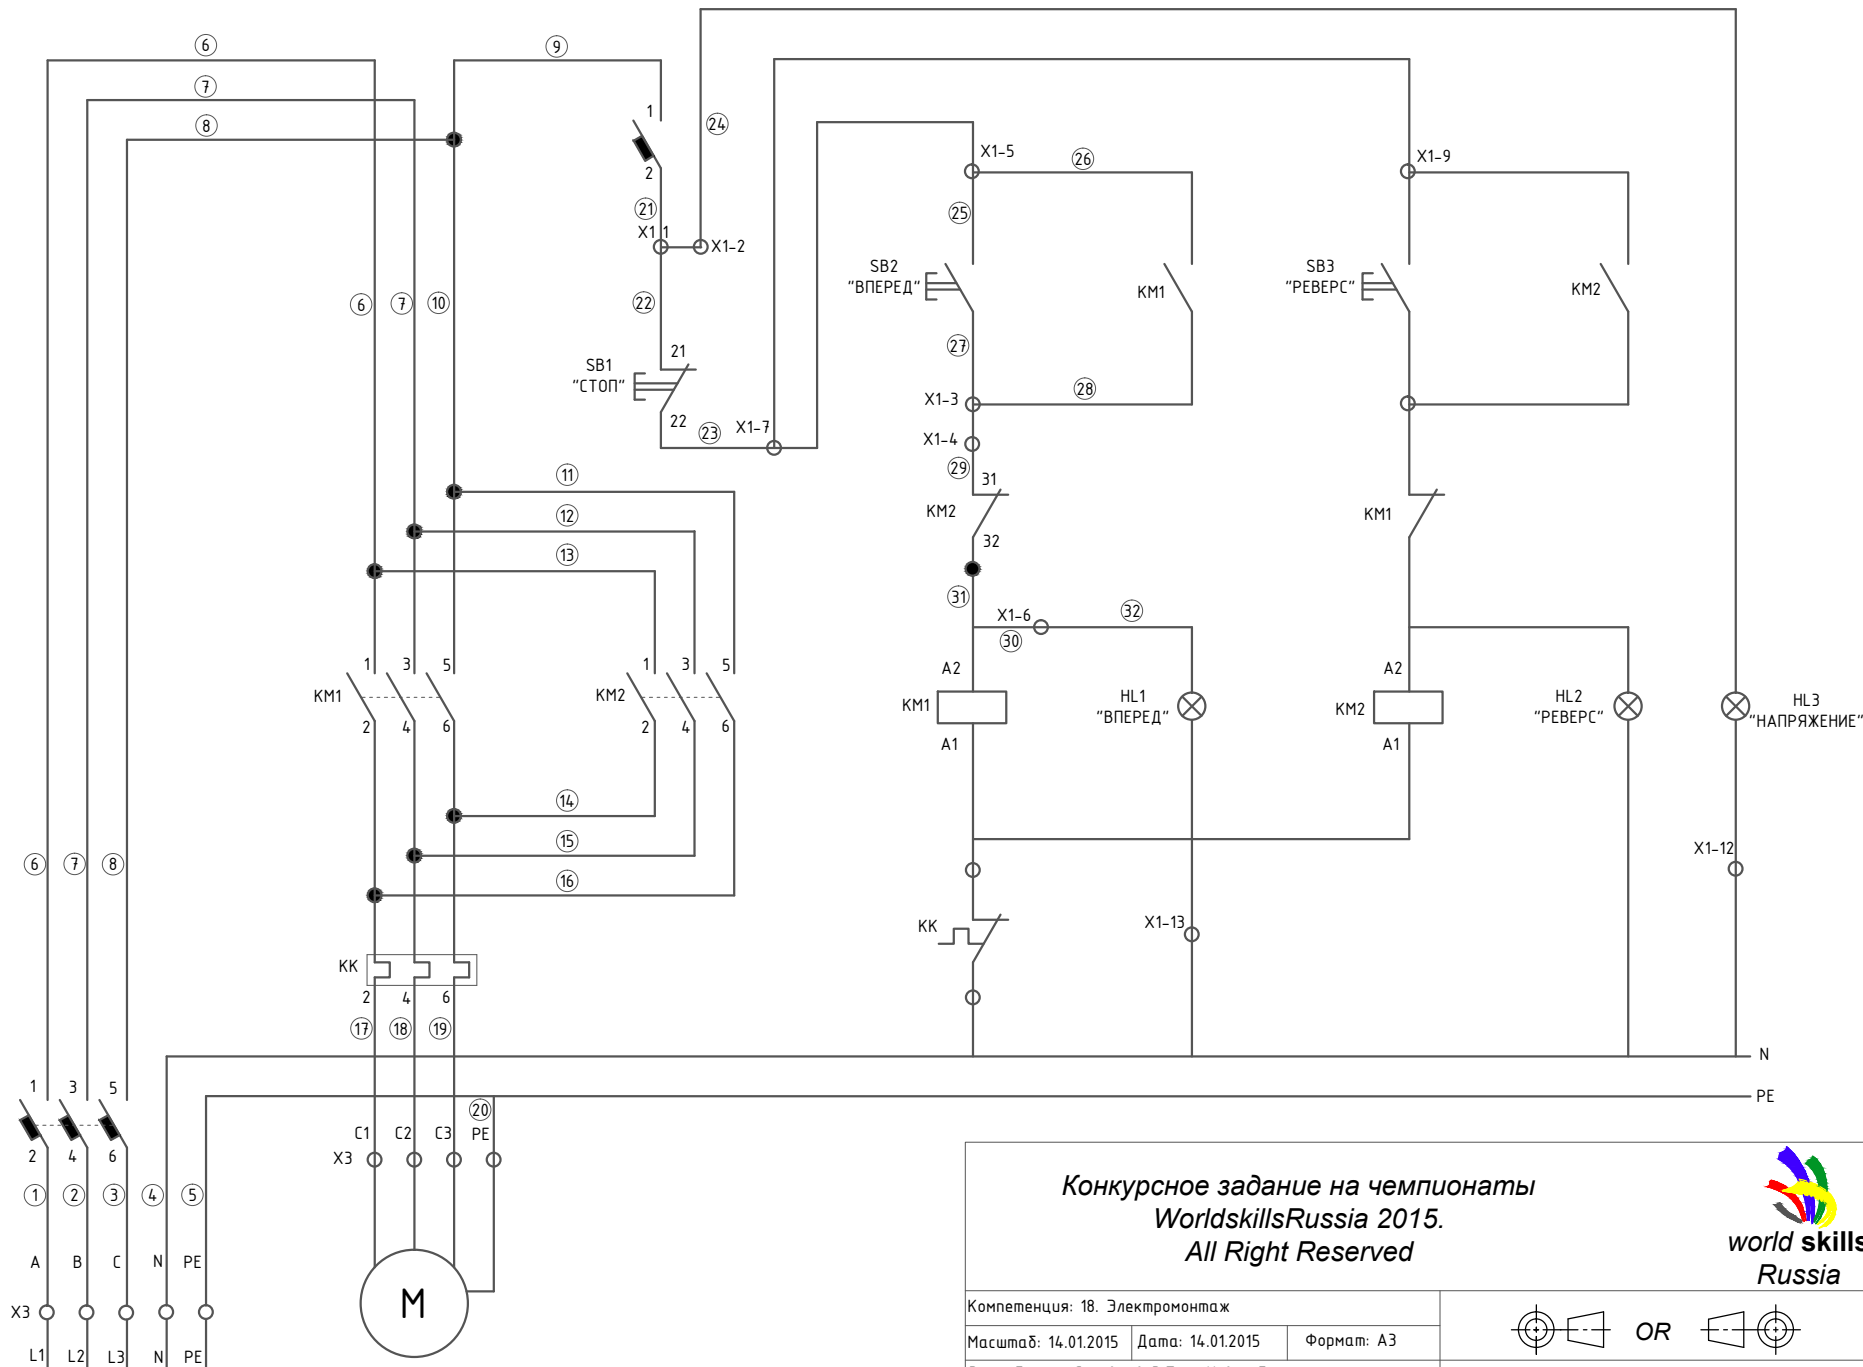 6
9
7
8
24
1
2
21
X1 1
X1-2
X1-5
26
X1-9
25
SB2
"ВПЕРЕД"
KM1
SB3
"РЕВЕРС"
KM2
6
7
10
22
27
SB1
"СТОП"
21
22
23
X1-7
X1-3
28
X1-4
29
31
KM2
32
KM1
11
12
13
31
X1-6
30
32
KM1
1
3
5
2
4
6
KM2
1
3
5
2
4
6
A2
KM1
A1
HL1
"ВПЕРЕД"
A2
KM2
A1
HL2
"РЕВЕРС"
HL3
"НАПРЯЖЕНИЕ"
14
15
16
6
7
8
X1-12
KK
X1-13
KK
2
4
6
17
18
19
N
PE
1
3
5
2
4
6
20
C1
C2
C3
PE
X3
1
2
3
4
5
A
B
C
N
PE
X3
L1
L2
L3
N
PE
M
Конкурсное задание на чемпионаты
WorldskillsRussia 2015.
All Right Reserved
world skills
Russia
Компетенция: 18. Электромонтаж
Масштаб: 14.01.2015
Дата: 14.01.2015
Формат: А3
OR